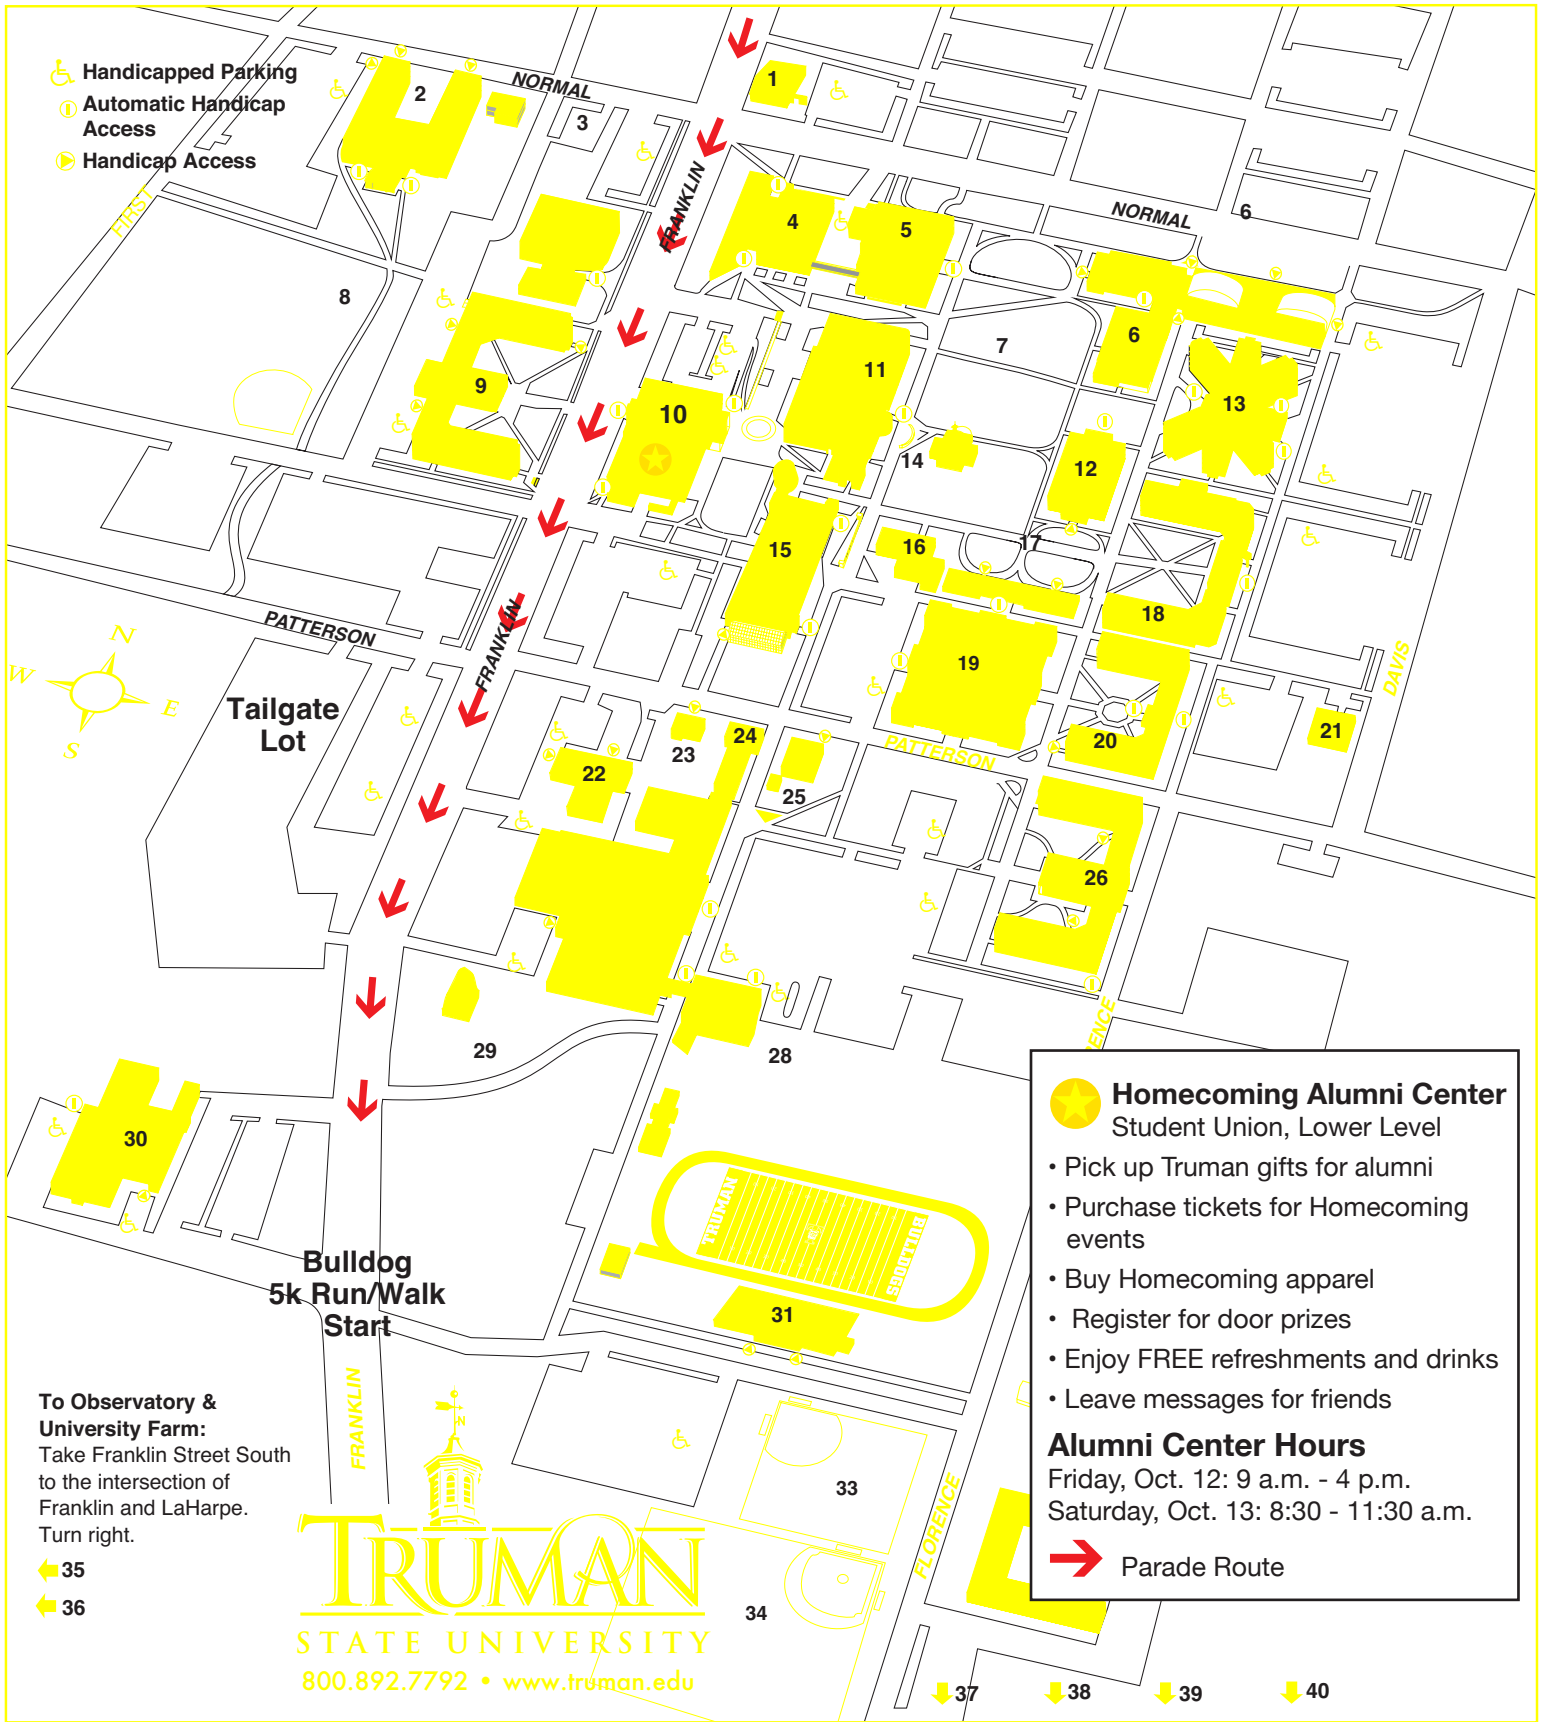 Handicapped Parking
Automatic Handicap
Access
Handicap Access
NORMAL
FRANKLIN
FIRST
NORMAL
1
2
3
4
5
6
6
7
8
9
10
11
12
13
14
15
16
17
18
19
20
21
22
23
24
25
26
28
29
30
31
33
34
PATTERSON
FRANKLIN
DAVIS
PATTERSON
N
W
E
S
Tailgate
Lot
ENCE
TRUMAN
BULLDOGS
Bulldog
5k Run/Walk
Start
FRANKLIN
FLORENCE
Homecoming Alumni Center
Student Union, Lower Level
• Pick up Truman gifts for alumni
• Purchase tickets for Homecoming
events
• Buy Homecoming apparel
• Register for door prizes
• Enjoy FREE refreshments and drinks
• Leave messages for friends
Alumni Center Hours
Friday, Oct. 12: 9 a.m. - 4 p.m.
Saturday, Oct. 13: 8:30 - 11:30 a.m.
Parade Route
To Observatory &
University Farm:
Take Franklin Street South
to the intersection of
Franklin and LaHarpe.
Turn right.
35
36
N
TRUMAN
STATE UNIVERSITY
800.892.7792 • www.truman.edu
37
38
39
40